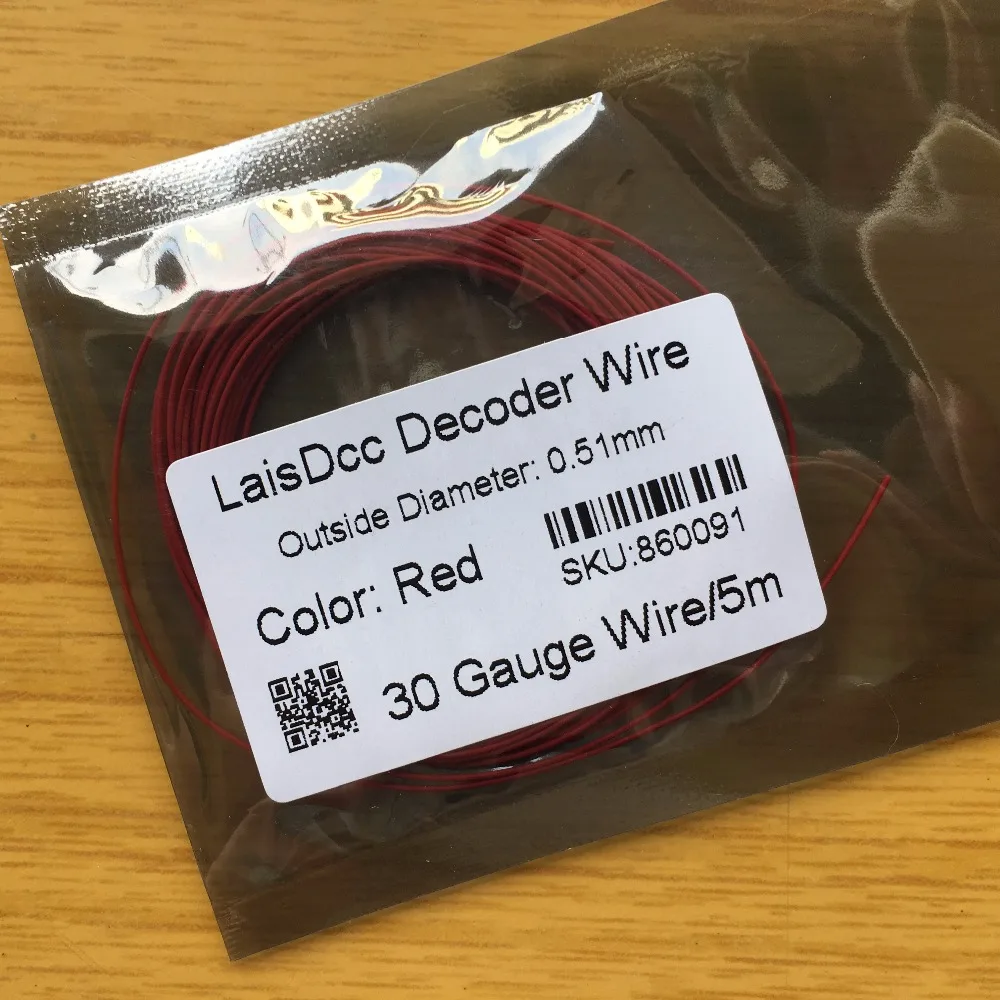 LaisDcc Decoder Wire
Outside Diameter: 0.51mm
Color: Red
SKU:860091
30 Gauge Wire/5m